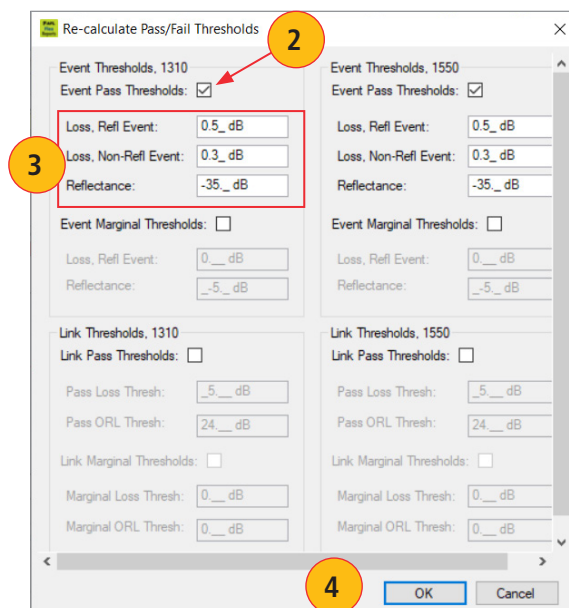 Re-calculate Pass/Fail Thresholds
2
Event Thresholds, 1310
Event Pass Thresholds:
3
Loss, Refl Event: 0.5_ dB
Loss, Non-Refl Event: 0.3_ dB
Reflectance: -35._ dB
Event Marginal Thresholds:
Loss, Refl Event: 0.__ dB
Reflectance: _-5._ dB
Link Thresholds, 1310
Link Pass Thresholds:
Pass Loss Thresh: _5.__ dB
Pass ORL Thresh: 24.__ dB
Link Marginal Thresholds:
Marginal Loss Thresh: 0.__ dB
Marginal ORL Thresh: 0.__ dB
Event Thresholds, 1550
Event Pass Thresholds:
Loss, Refl Event: 0.5_ dB
Loss, Non-Refl Event: 0.3_ dB
Reflectance: -35._ dB
Event Marginal Thresholds:
Loss, Refl Event: 0.__ dB
Reflectance: _-5._ dB
Link Thresholds, 1550
Link Pass Thresholds:
Pass Loss Thresh: _5.__ dB
Pass ORL Thresh: 24.__ dB
Link Marginal Thresholds:
Marginal Loss Thresh: 0.__ dB
Marginal ORL Thresh: 0.__ dB
4
OK Cancel